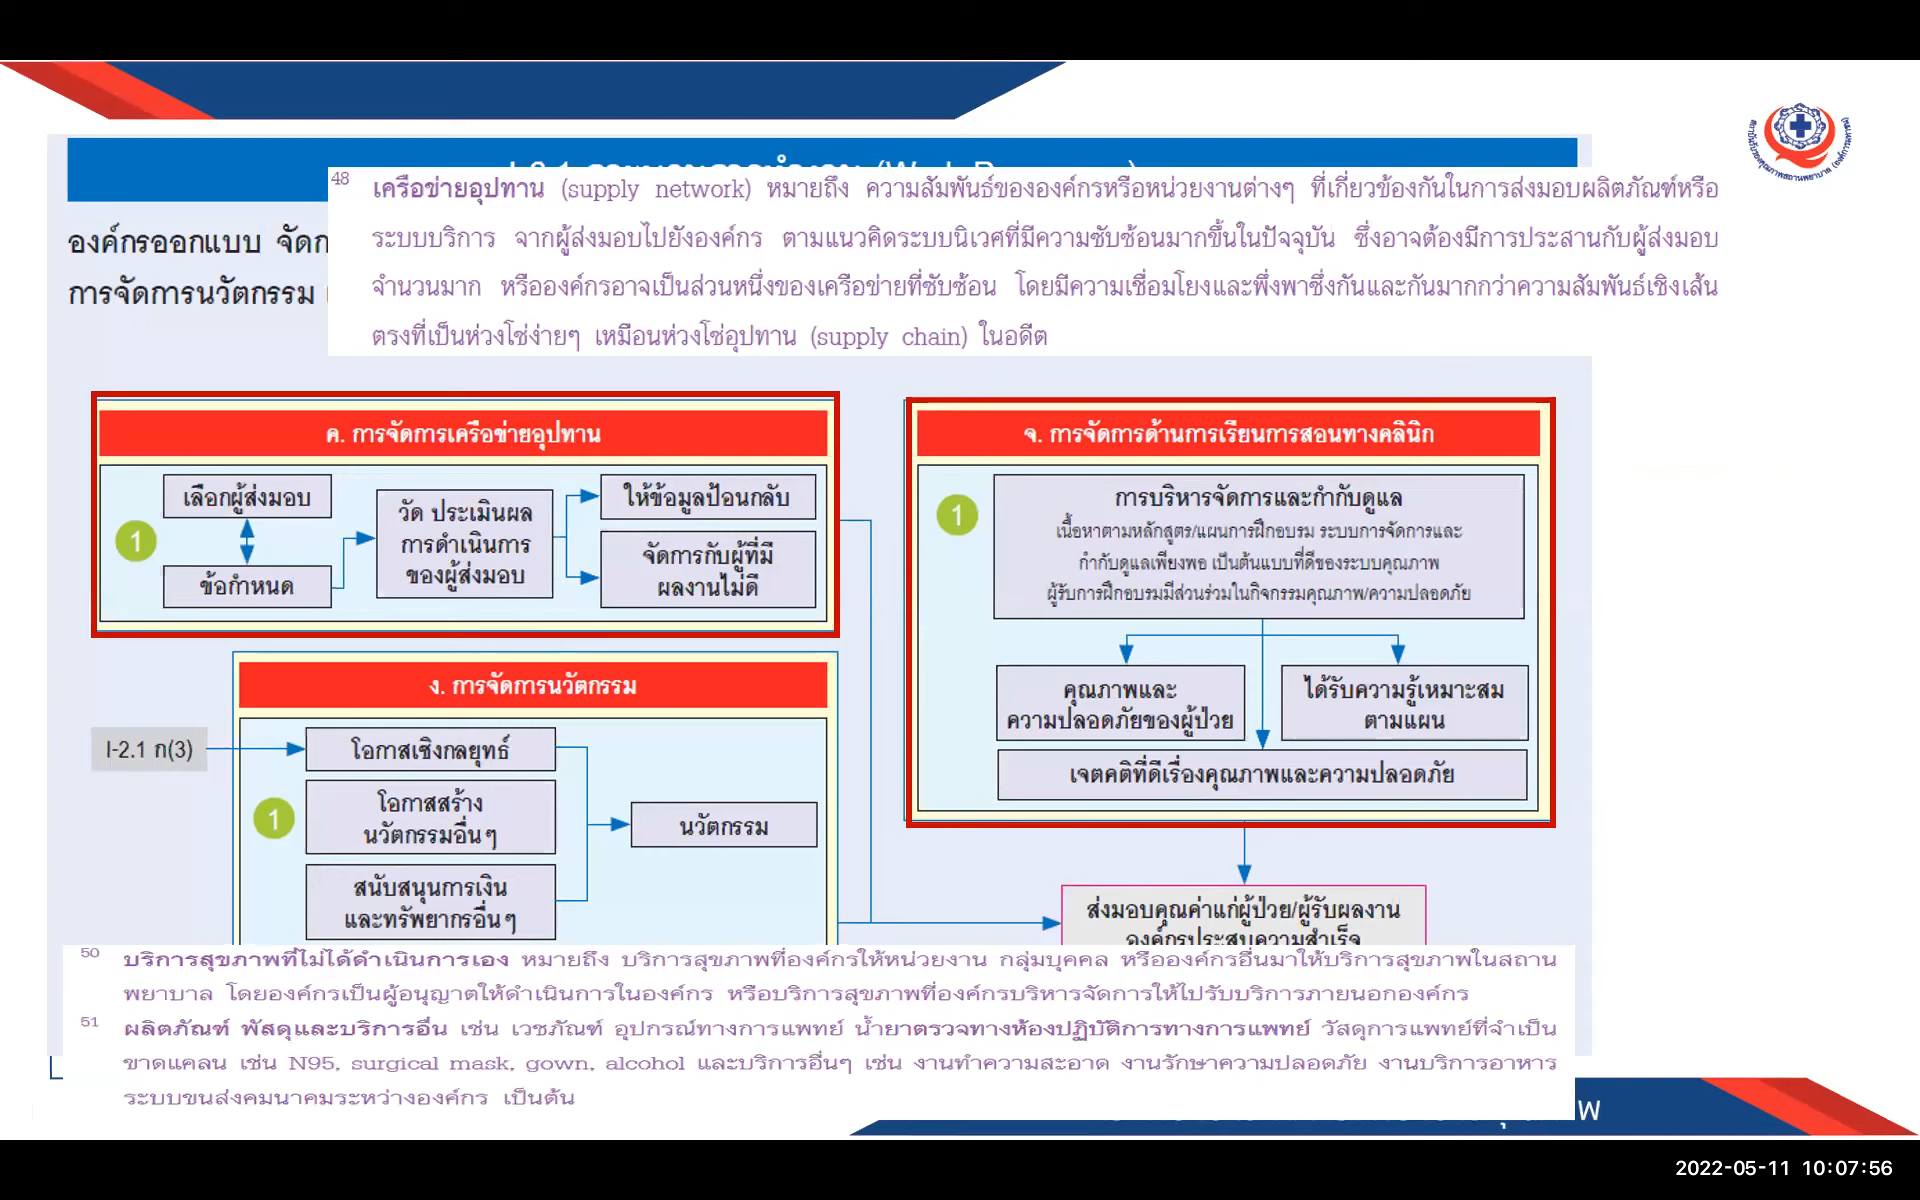 48 เครือข่ายอุปทาน (supply network) หมายถึง ความสัมพันธ์ขององค์กรหรือหน่วยงานต่างๆ ที่เกี่ยวข้องกันในการส่งมอบผลิตภัณฑ์หรือ
ระบบบริการ จากผู้ส่งมอบไปยังองค์กร ตามแนวคิดระบบนิเวศที่มีความซับซ้อนมากขึ้นในปัจจุบัน ซึ่งอาจต้องมีการประสานกับผู้ส่งมอบ
จำนวนมาก หรือองค์กรอาจเป็นส่วนหนึ่งของเครือข่ายที่ซับซ้อน โดยมีความเชื่อมโยงและพึ่งพาซึ่งกันและกันมากกว่าความสัมพันธ์เชิงเส้น
ตรงที่เป็นห่วงโซ่ง่ายๆ เหมือนห่วงโซ่อุปทาน (supply chain) ในอดีต
องค์กรออกแบบ
การจัดการนวัตกรรม
ค. การจัดการเครือข่ายอุปทาน
1
เลือกผู้ส่งมอบ
ข้อกำหนด
วัด ประเมินผล
การดำเนินการ
ของผู้ส่งมอบ
ให้ข้อมูลป้อนกลับ
จัดการกับผู้ที่มี
ผลงานไม่ดี
ง. การจัดการนวัตกรรม
I-2.1 ก(3)
1
โอกาสเชิงกลยุทธ์
โอกาสสร้าง
นวัตกรรมอื่นๆ
สนับสนุนการเงิน
และทรัพยากรอื่นๆ
นวัตกรรม
จ. การจัดการด้านการเรียนการสอนทางคลินิก
1
การบริหารจัดการและกำกับดูแล
เนื้อหาตามหลักสูตร/แผนการฝึกอบรม ระบบการจัดการและ
กำกับดูแลเพียงพอ เป็นต้นแบบที่ดีของระบบคุณภาพ
ผู้รับการฝึกอบรมมีส่วนร่วมในกิจกรรมคุณภาพ/ความปลอดภัย
คุณภาพและ
ความปลอดภัยของผู้ป่วย
ได้รับความรู้เหมาะสม
ตามแผน
เจตคติที่ดีเรื่องคุณภาพและความปลอดภัย
ส่งมอบคุณค่าแก่ผู้ป่วย/ผู้รับผลงาน
องค์กรประสบความสำเร็จ
50 บริการสุขภาพที่ไม่ได้ดำเนินการเอง หมายถึง บริการสุขภาพที่องค์กรให้หน่วยงาน กลุ่มบุคคล หรือองค์กรอื่นมาให้บริการสุขภาพในสถาน
พยาบาล โดยองค์กรเป็นผู้อนุญาตให้ดำเนินการในองค์กร หรือบริการสุขภาพที่องค์กรบริหารจัดการให้ไปรับบริการภายนอกองค์กร
51 ผลิตภัณฑ์ พัสดุและบริการอื่น เช่น เวชภัณฑ์ อุปกรณ์ทางการแพทย์ น้ำยาตรวจทางห้องปฏิบัติการทางการแพทย์ วัสดุการแพทย์ที่จำเป็น
ขาดแคลน เช่น N95, surgical mask, gown, alcohol และบริการอื่นๆ เช่น งานทำความสะอาด งานรักษาความปลอดภัย งานบริการอาหาร
ระบบขนส่งคมนาคมระหว่างองค์กร เป็นต้น
2022-05-11 10:07:56